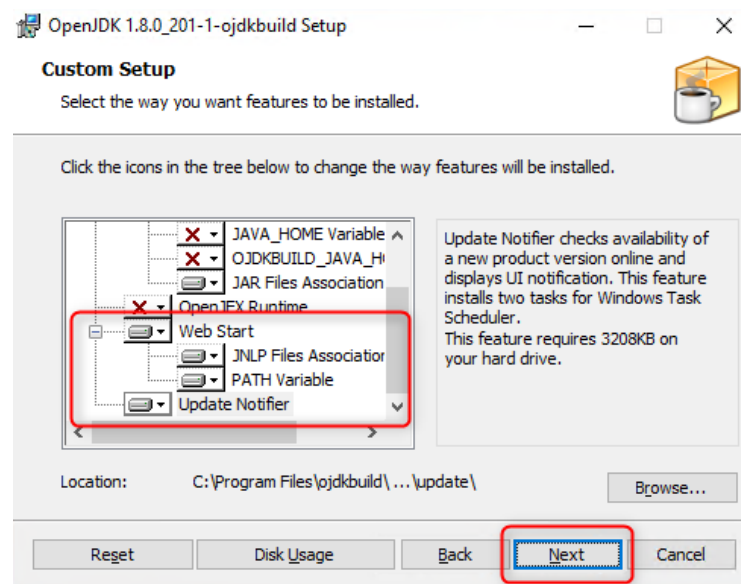 OpenJDK 1.8.0_201-1-ojdkbuild Setup
Custom Setup
Select the way you want features to be installed.
Click the icons in the tree below to change the way features will be installed.
JAVA_HOME Variable
OJDKBUILD_JAVA_H
JAR Files Association
OpenJFX Runtime
Web Start
JNLP Files Association
PATH Variable
Update Notifier
Update Notifier checks availability of
a new product version online and
displays UI notification. This feature
installs two tasks for Windows Task
Scheduler.
This feature requires 3208KB on
your hard drive.
Location:
C:\Program Files\ojdkbuild\...\update\
Browse...
Reset
Disk Usage
Back
Next
Cancel